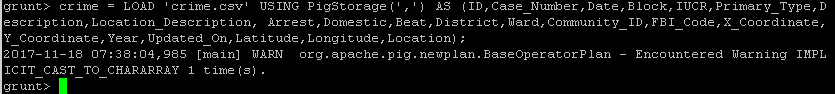 grunt> crime = LOAD 'crime.csv' USING PigStorage(',') AS (ID,Case_Number,Date,Block,IUCR,Primary_Type,D
escription,Location_Description, Arrest,Domestic,Beat,District,Ward,Community_ID,FBI_Code,X_Coordinate,
Y_Coordinate,Year,Updated_On,Latitude,Longitude,Location);
2017-11-18 07:38:04,985 [main] WARN  org.apache.pig.newplan.BaseOperatorPlan - Encountered Warning IMPL
ICIT_CAST_TO_CHARARRAY 1 time(s).
grunt>